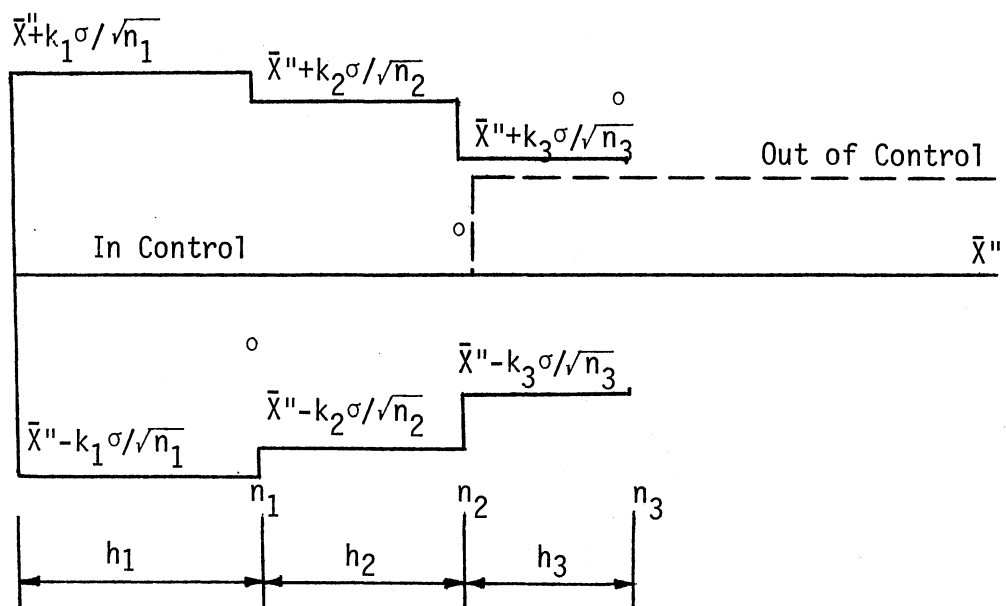 X̄"+k₁σ/√n₁
X̄"+k₂σ/√n₂
X̄"+k₃σ/√n₃
Out of Control
In Control
X̄"
X̄"-k₃σ/√n₃
X̄"-k₂σ/√n₂
X̄"-k₁σ/√n₁
n₁ n₂ n₃
h₁ h₂ h₃